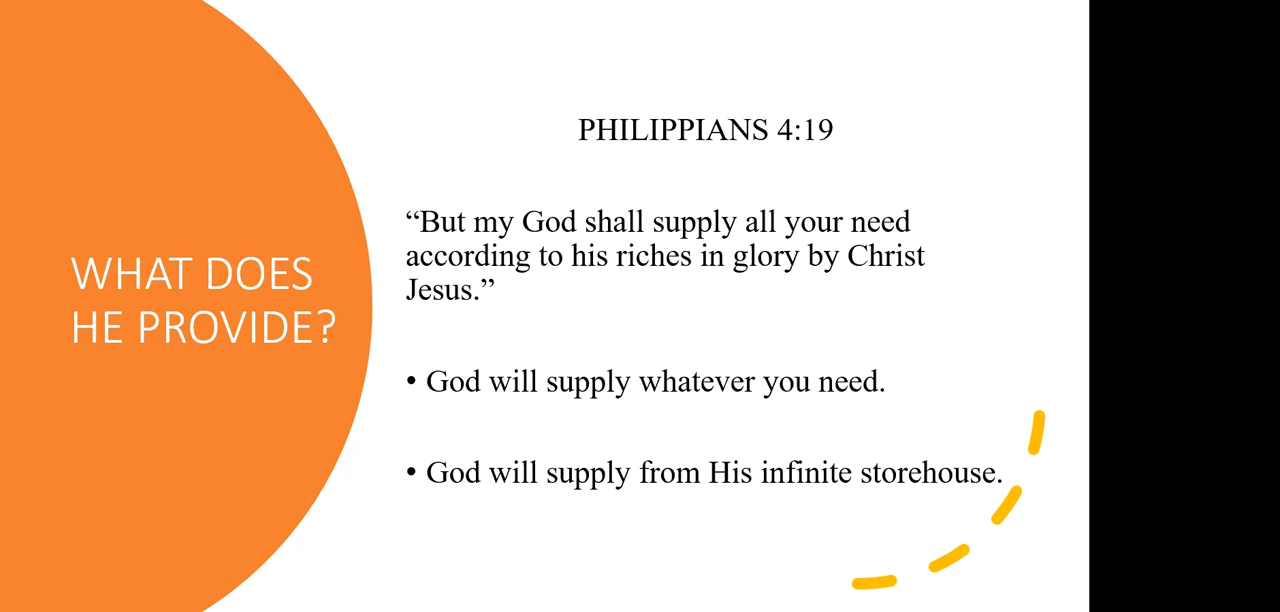 WHAT DOES
HE PROVIDE?
PHILIPPIANS 4:19
“But my God shall supply all your need
according to his riches in glory by Christ
Jesus.”
• God will supply whatever you need.
• God will supply from His infinite storehouse.